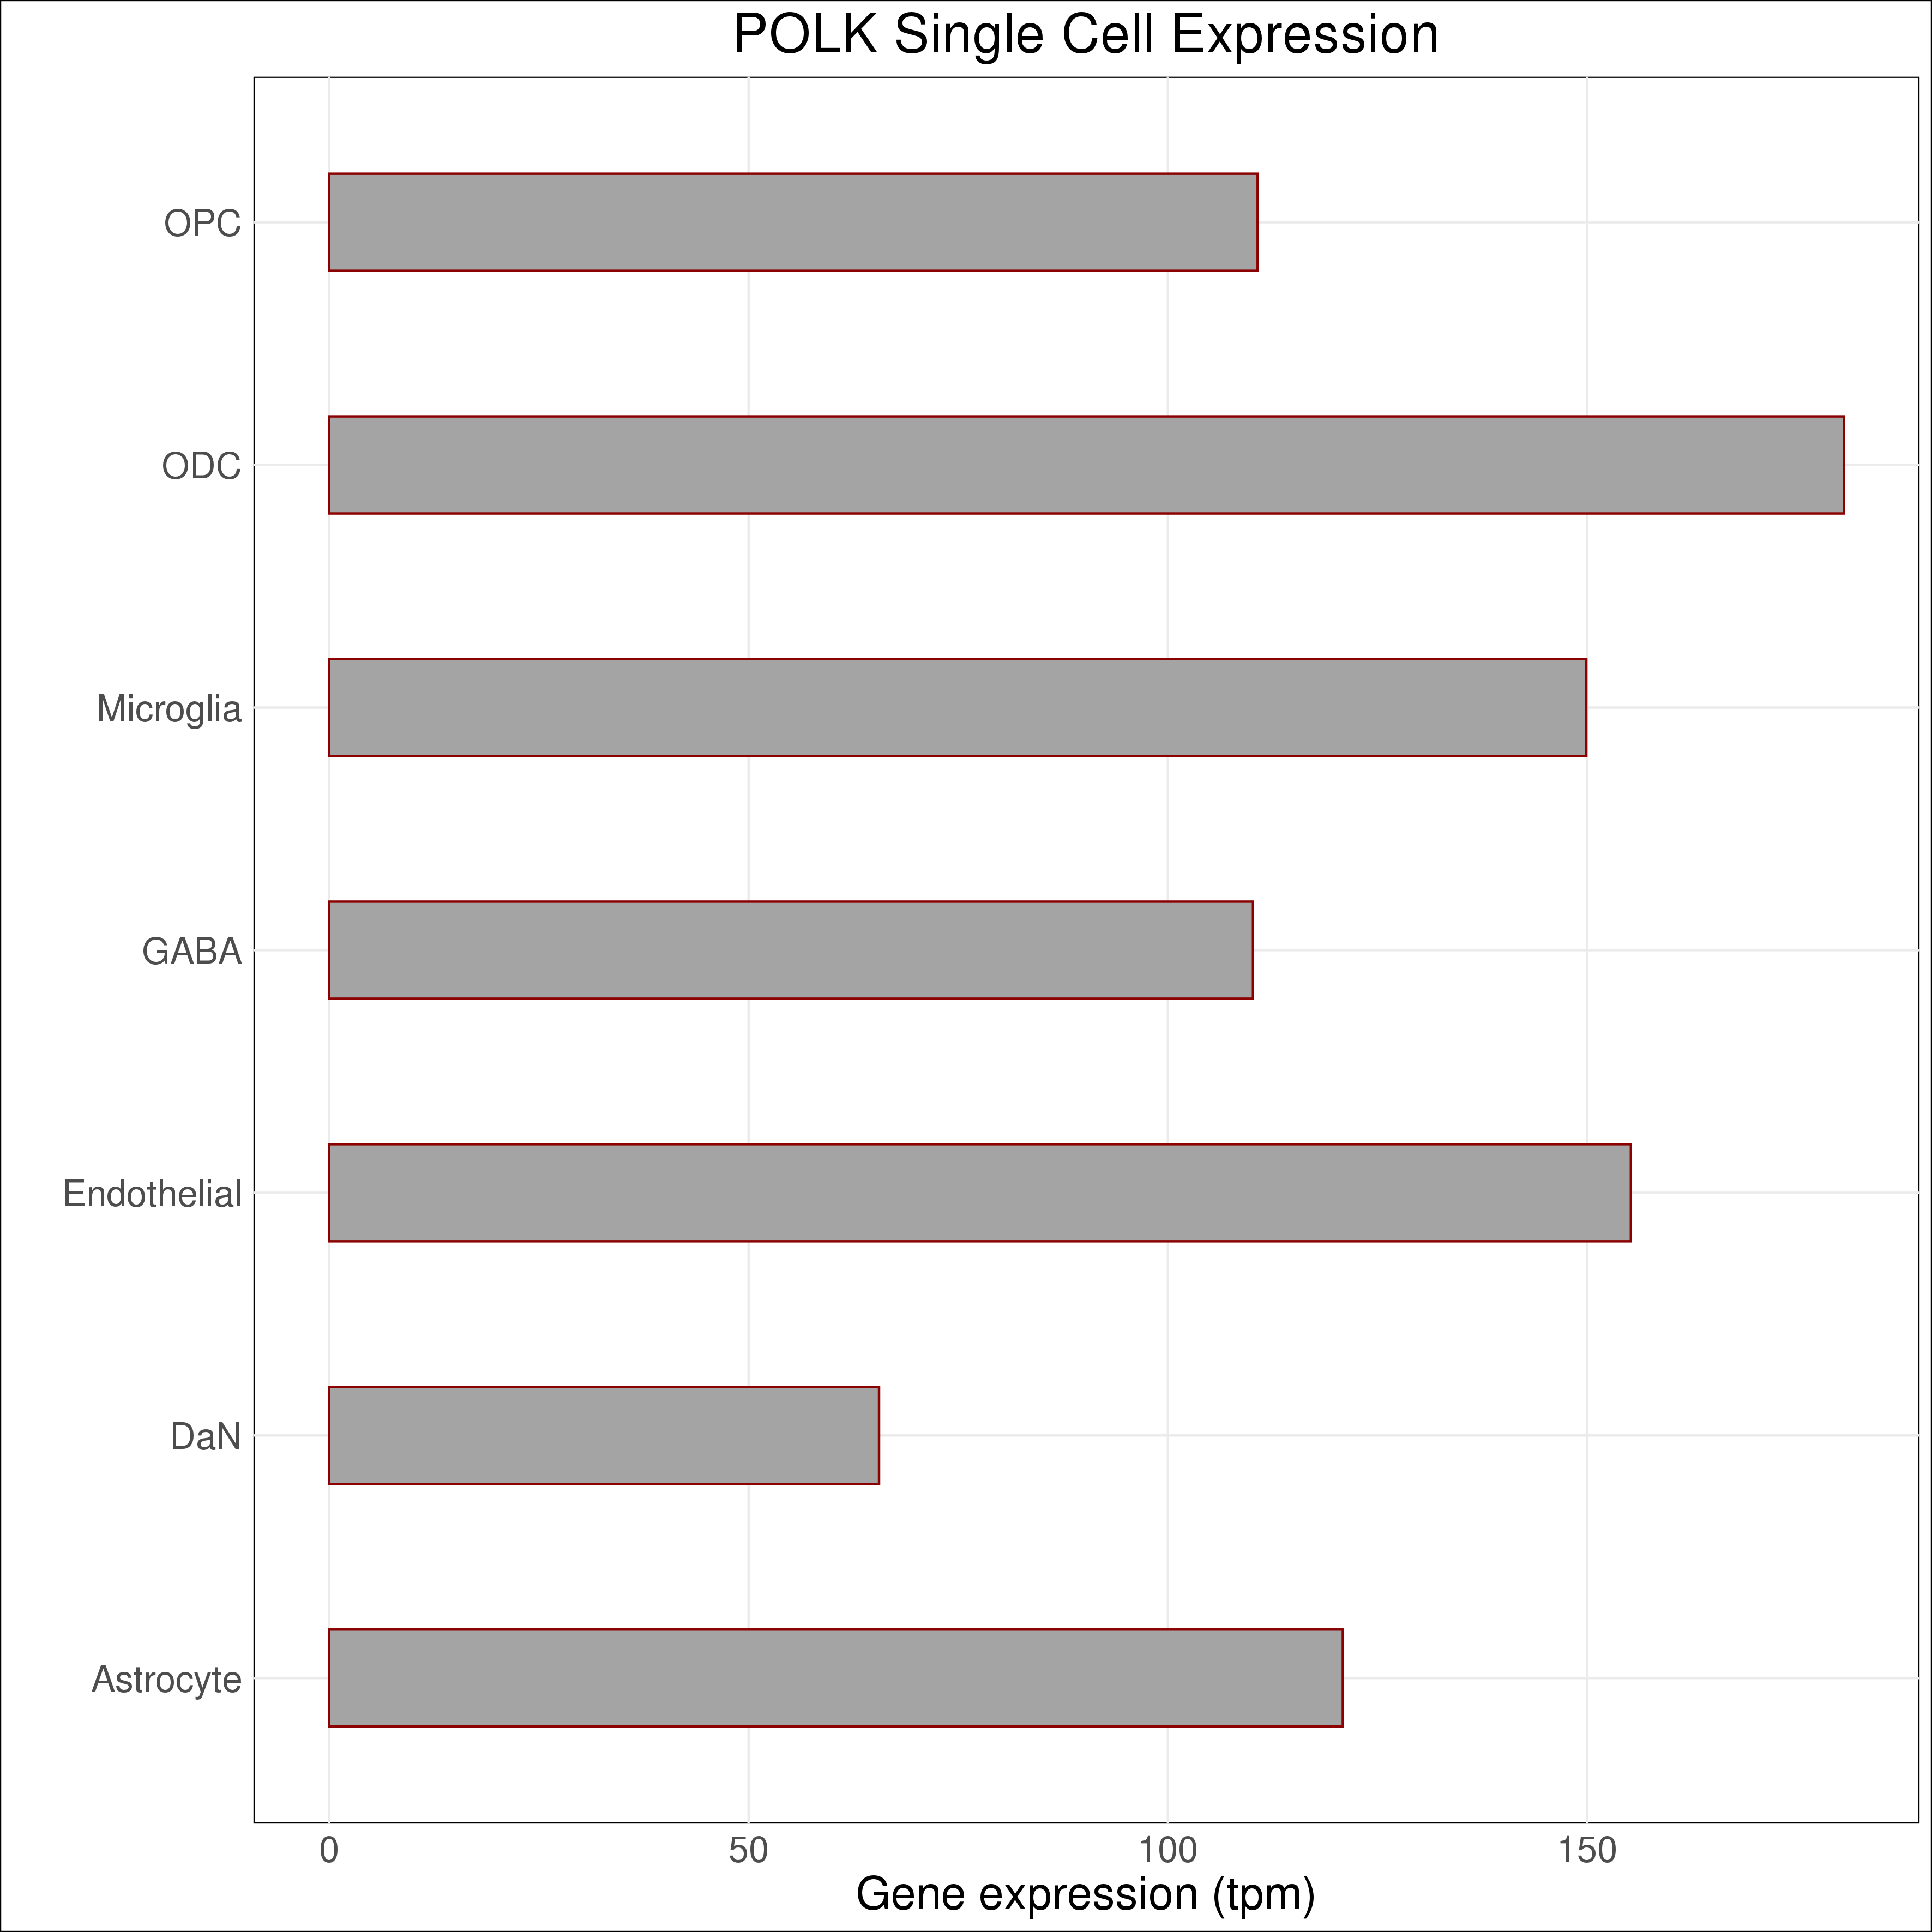 POLK Single Cell Expression
OPC
ODC
Microglia
GABA
Endothelial
DaN
Astrocyte
0 50 100 150
Gene expression (tpm)